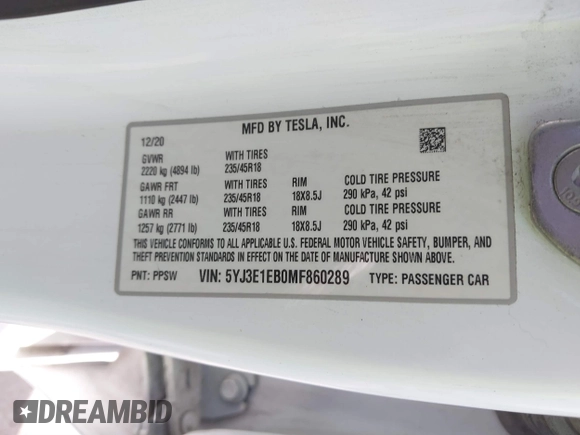 MFD BY TESLA, INC.
12/20
GVWR WITH TIRES
2220 kg (4894 lb) 235/45R18
GAWR FRT WITH TIRES RIM COLD TIRE PRESSURE
1110 kg (2447 lb) 235/45R18 18X8.5J 290 kPa, 42 psi
GAWR RR WITH TIRES RIM COLD TIRE PRESSURE
1257 kg (2771 lb) 235/45R18 18X8.5J 290 kPa, 42 psi
THIS VEHICLE CONFORMS TO ALL APPLICABLE U.S. FEDERAL MOTOR VEHICLE SAFETY, BUMPER, AND
THEFT PREVENTION STANDARDS IN EFFECT ON THE DATE OF MANUFACTURE SHOWN ABOVE.
PNT: PPSW VIN: 5YJ3E1EB0MF860289 TYPE: PASSENGER CAR
DREAMBID